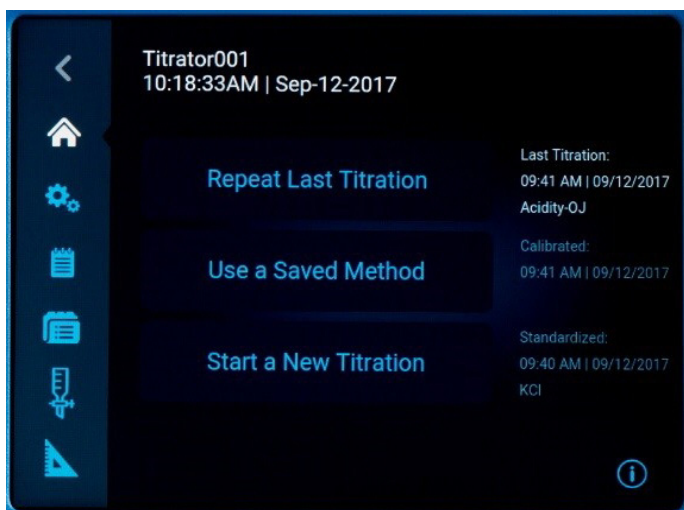 Titrator001
10:18:33AM | Sep-12-2017
Repeat Last Titration
Last Titration:
09:41 AM | 09/12/2017
Acidity-OJ
Use a Saved Method
Calibrated:
09:41 AM | 09/12/2017
Start a New Titration
Standardized:
09:40 AM | 09/12/2017
KCl